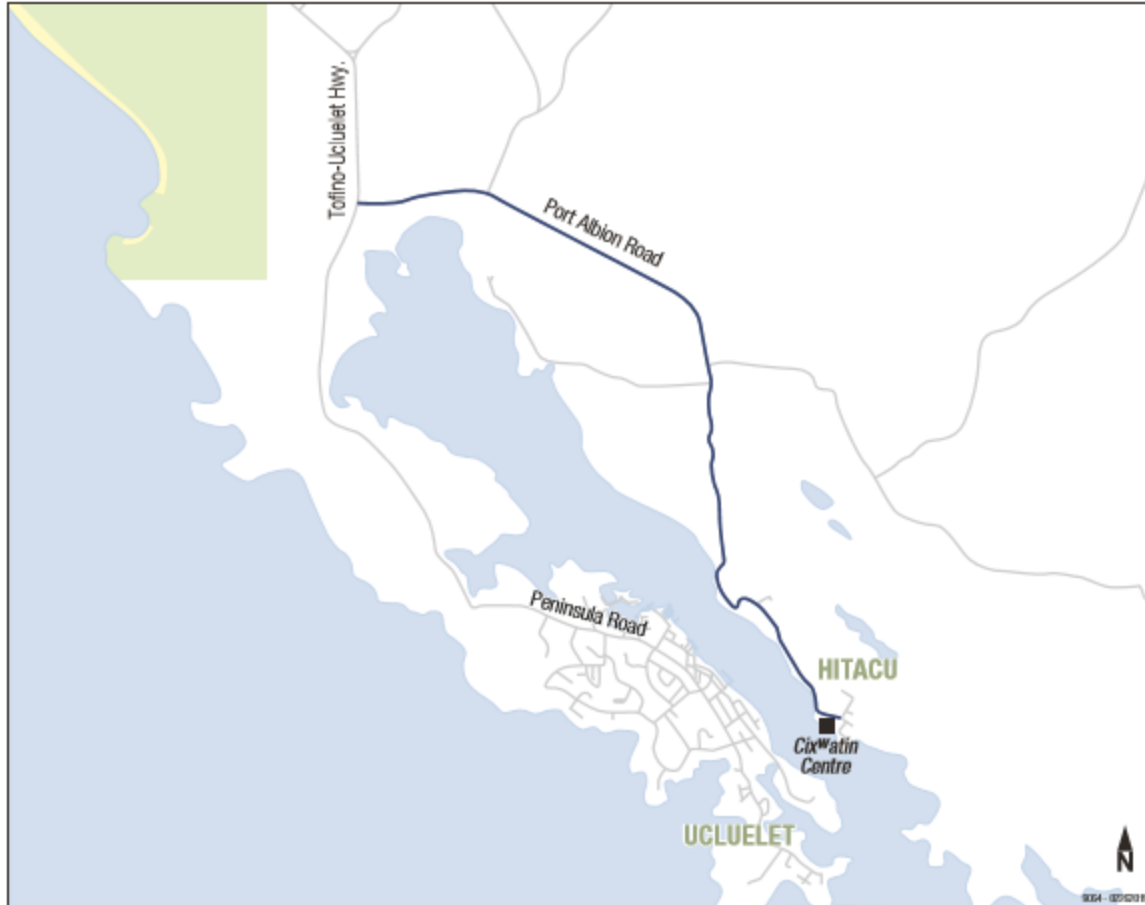 Tofino-Ucluelet Hwy.
Port Albion Road
Peninsula Road
HITACU
Cixʷatin
Centre
UCLUELET
N